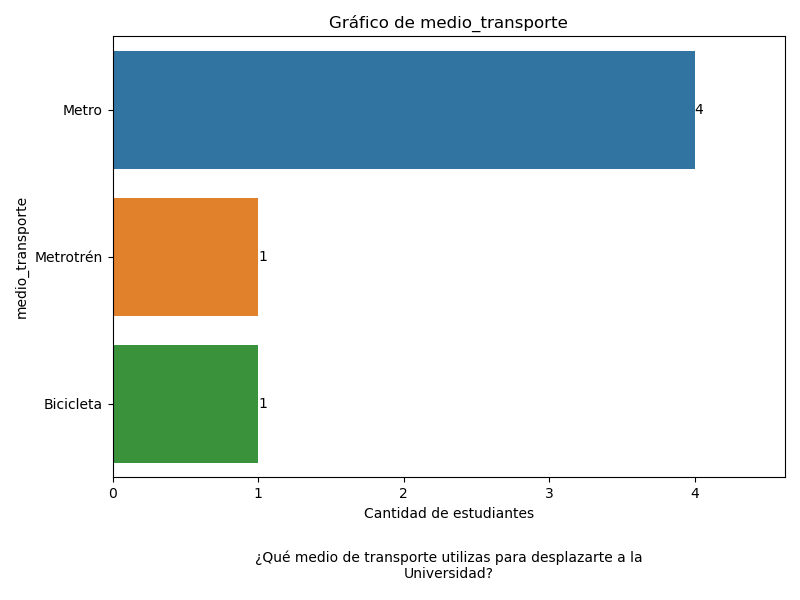 Gráfico de medio_transporte
medio_transporte
Metro
4
Metrotrén
1
Bicicleta
1
0 1 2 3 4
Cantidad de estudiantes
¿Qué medio de transporte utilizas para desplazarte a la
Universidad?